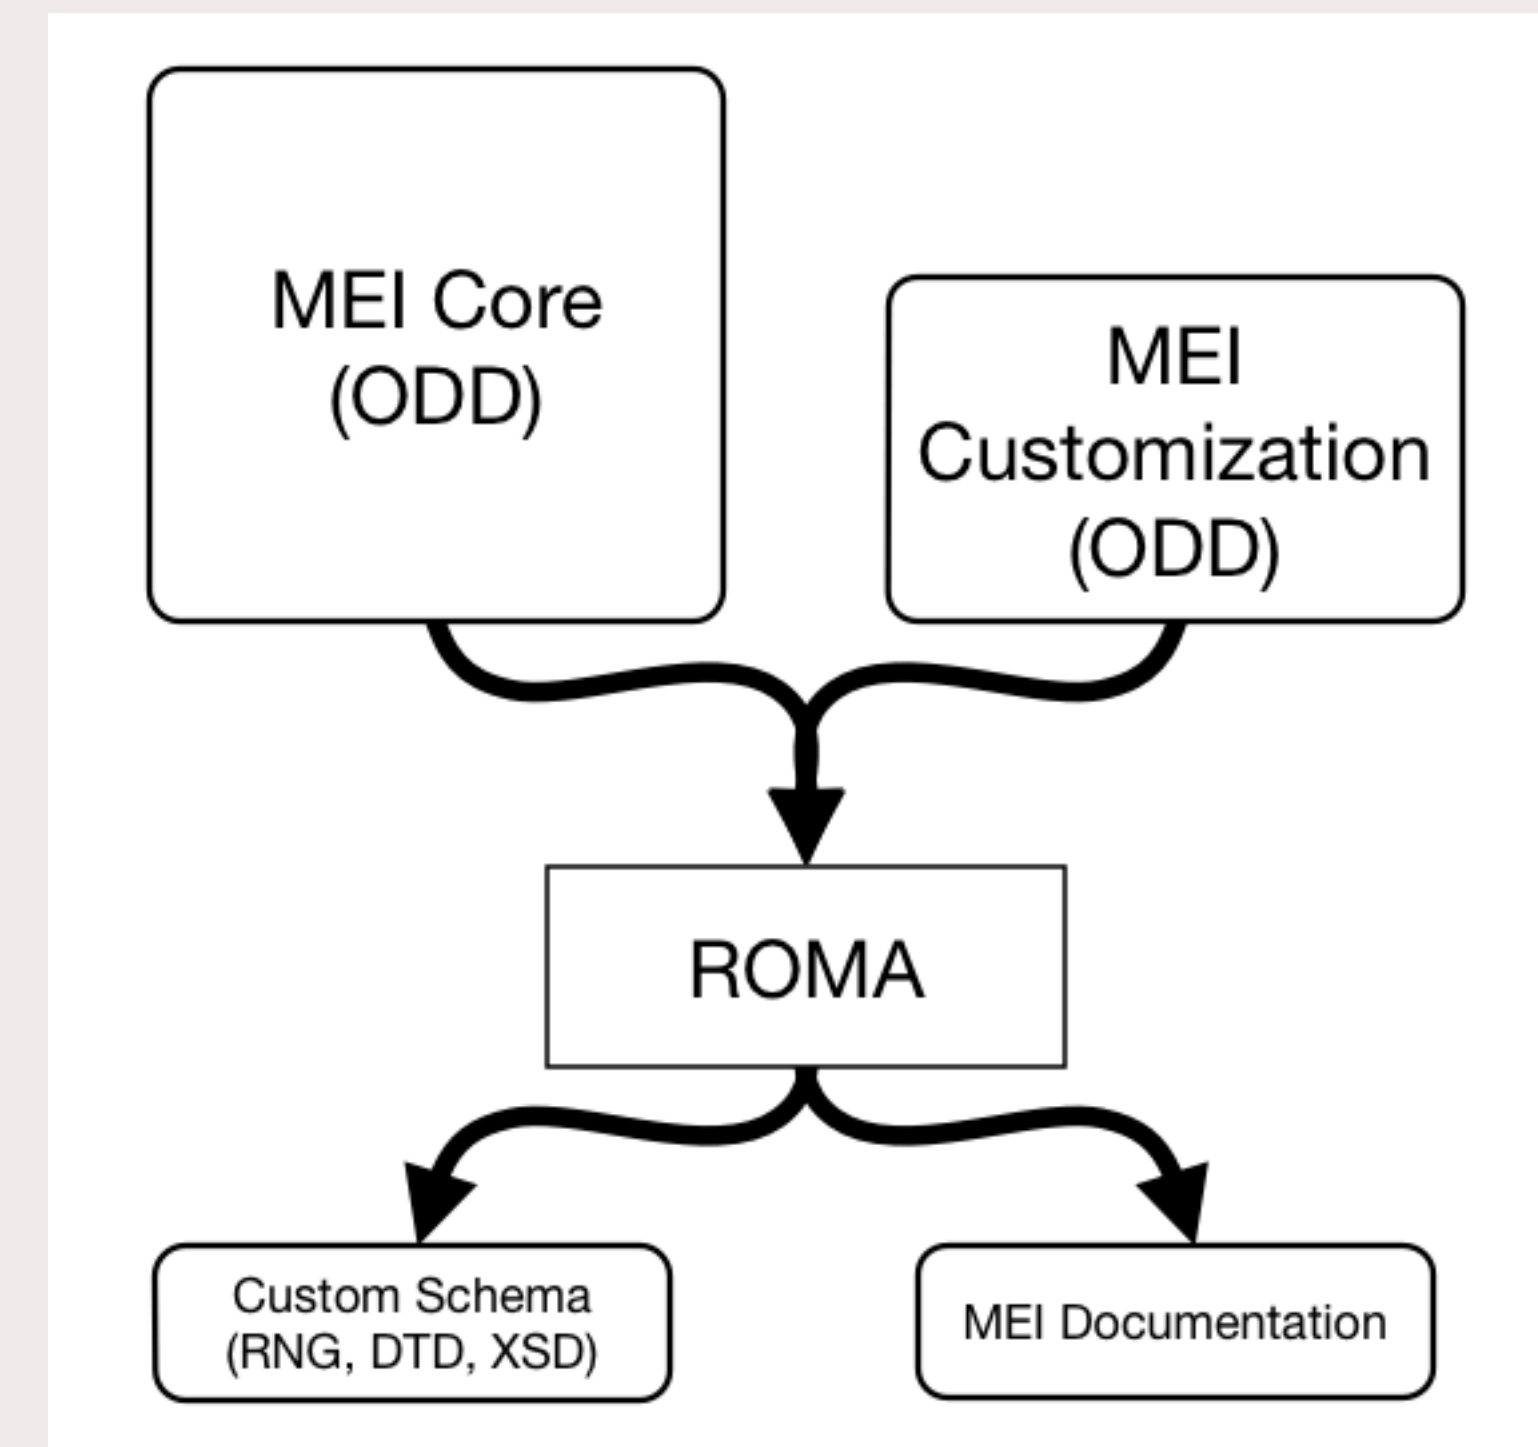 MEI Core
(ODD)
MEI
Customization
(ODD)
ROMA
Custom Schema
(RNG, DTD, XSD)
MEI Documentation